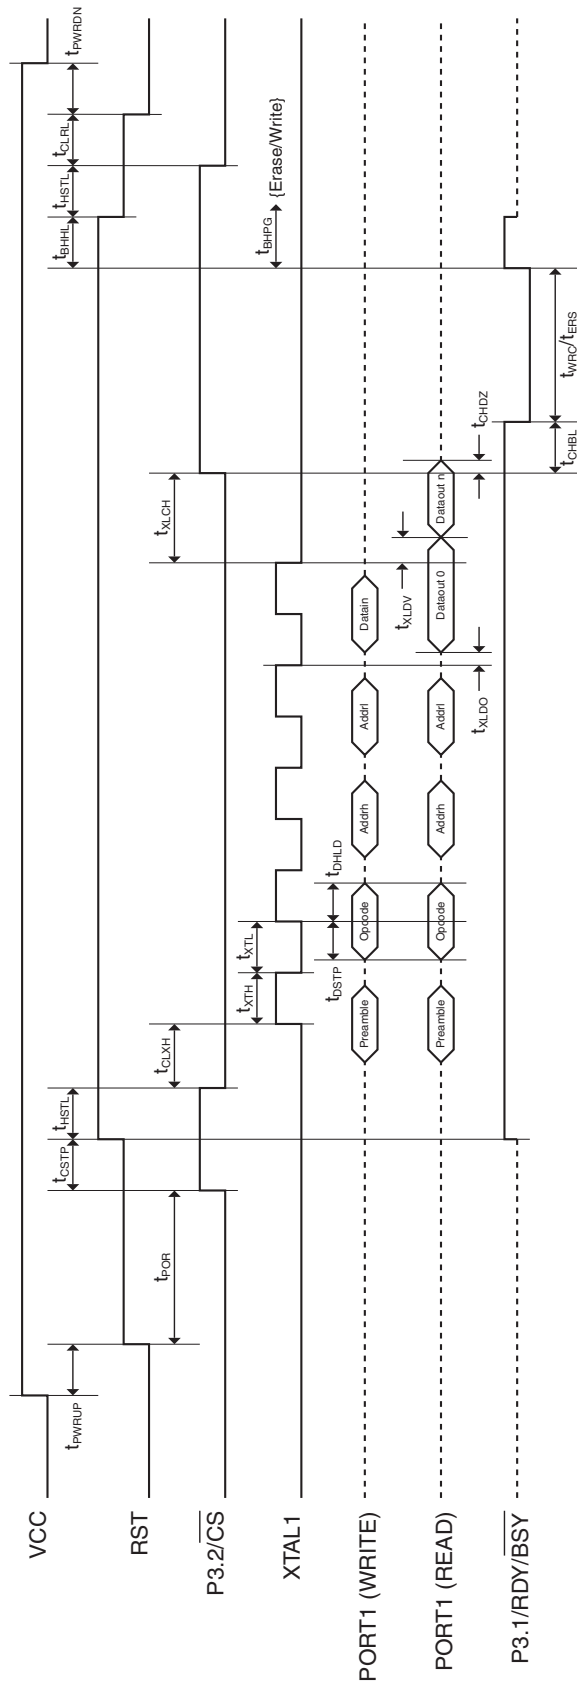 VCC
tPWRUP
tPWRDN
RST
tPOR
tCSTP
tHSTL
tBHHL
tHSTL
tCLRL
P3.2/CS
tCLXH
tXLCH
XTAL1
tXTH
tXTL
tBHPG
{Erase/Write}
PORT1 (WRITE)
tDSTP
tDHLD
Preamble
Opcode
Addrh
Addrl
Datain
PORT1 (READ)
Preamble
Opcode
Addrh
Addrl
Dataout 0
Dataout n
tXLDO
tXLDV
tCHDZ
P3.1/RDY/BSY
tCHBL
tWRC/tERS